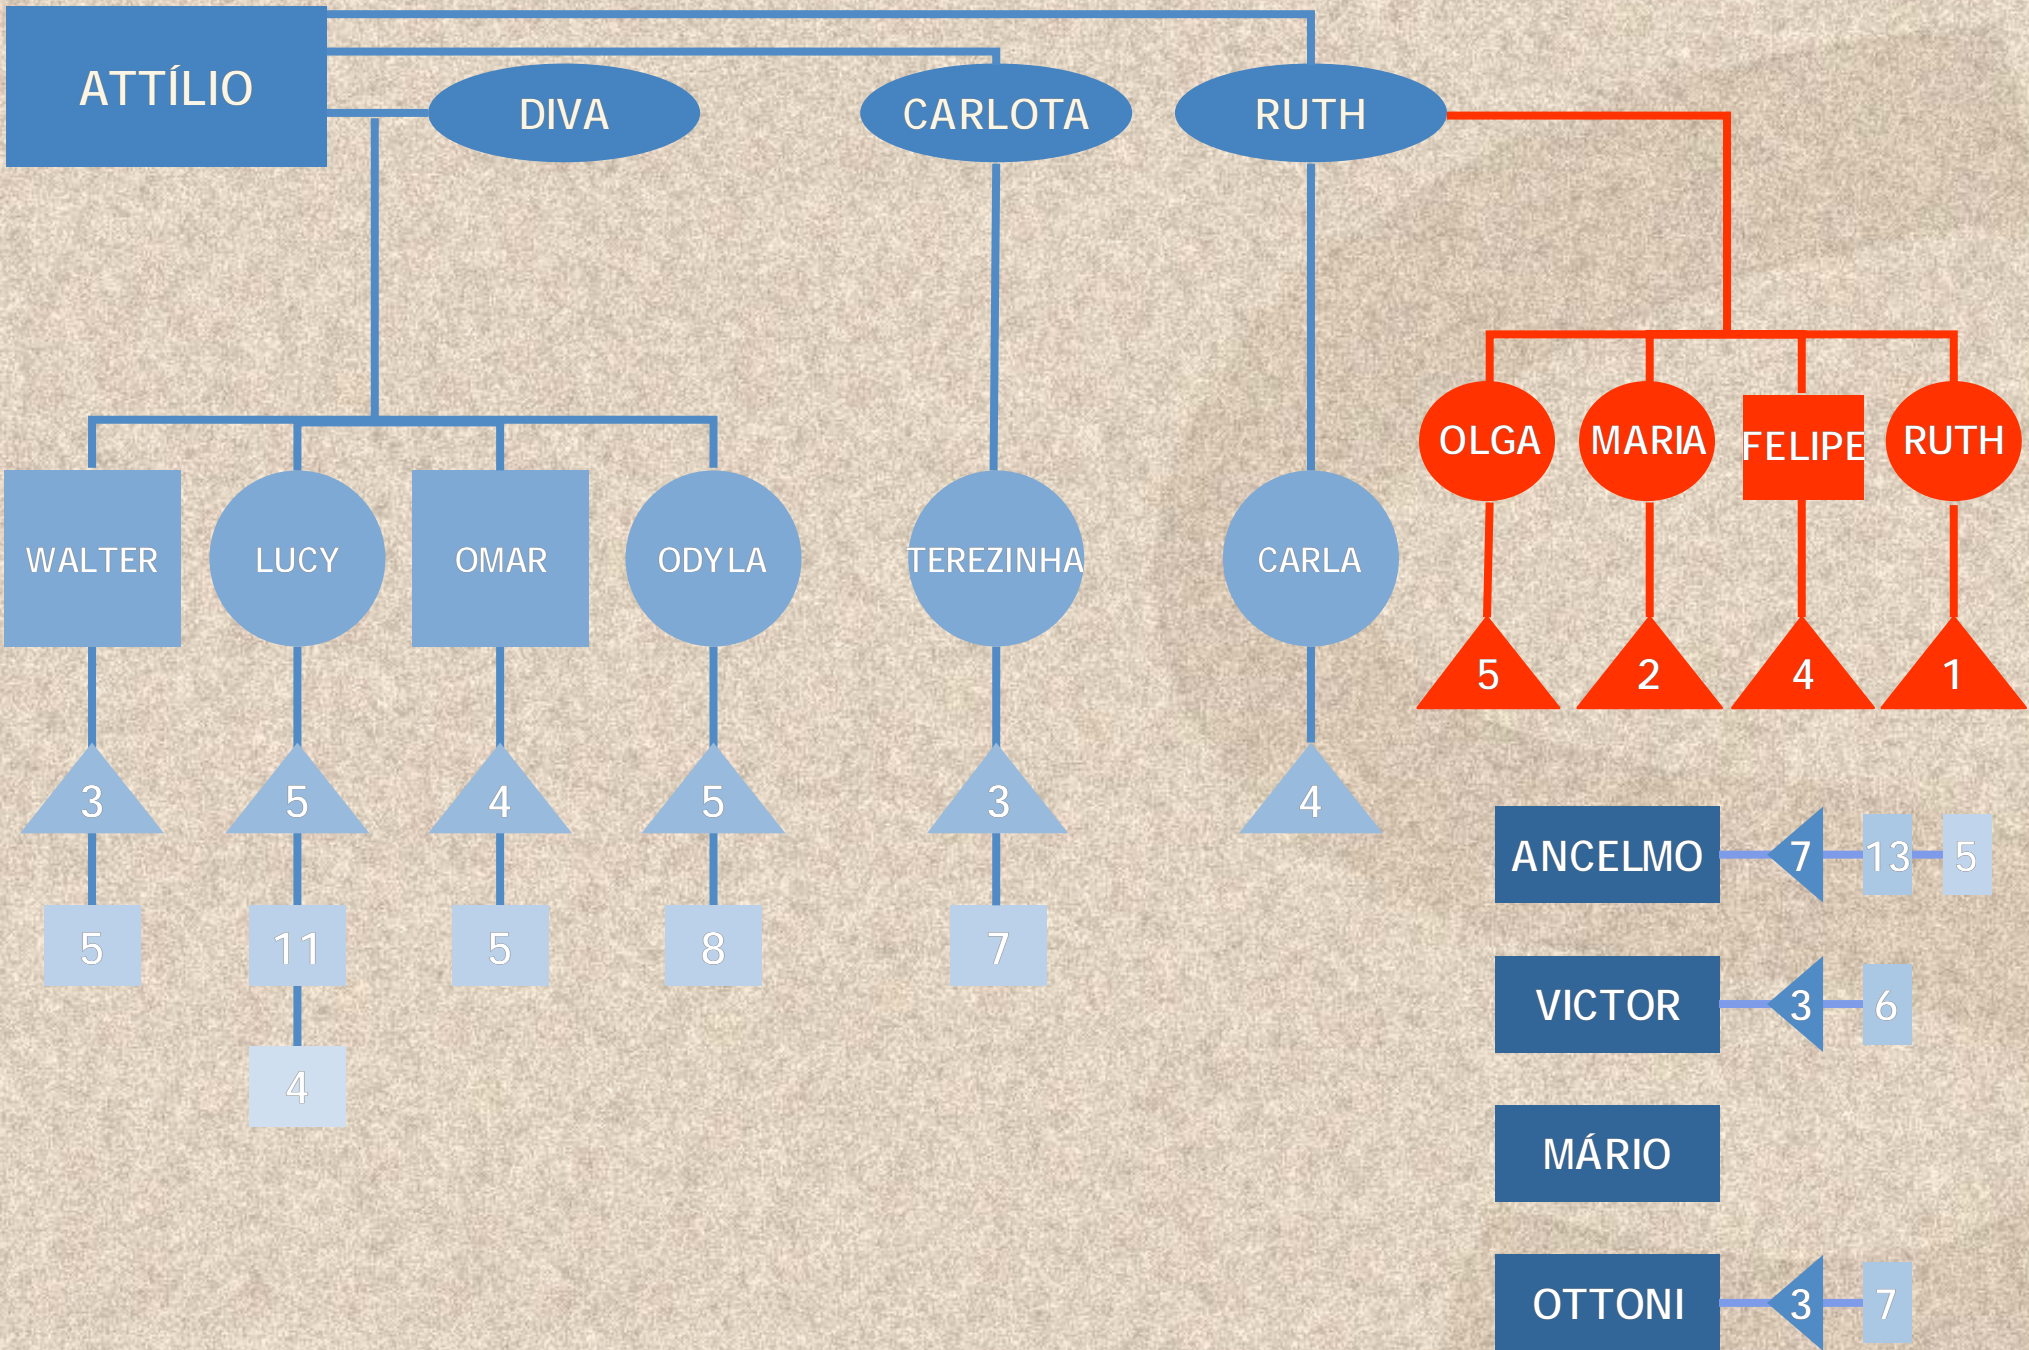 ATTÍLIO
DIVA
CARLOTA
RUTH
OLGA
MARIA
FELIPE
RUTH
WALTER
LUCY
OMAR
ODYLA
TEREZINHA
CARLA
5
2
4
1
3
5
4
5
3
4
ANCELMO
7
13
5
5
11
5
8
7
VICTOR
3
6
4
MÁRIO
OTTONI
3
7